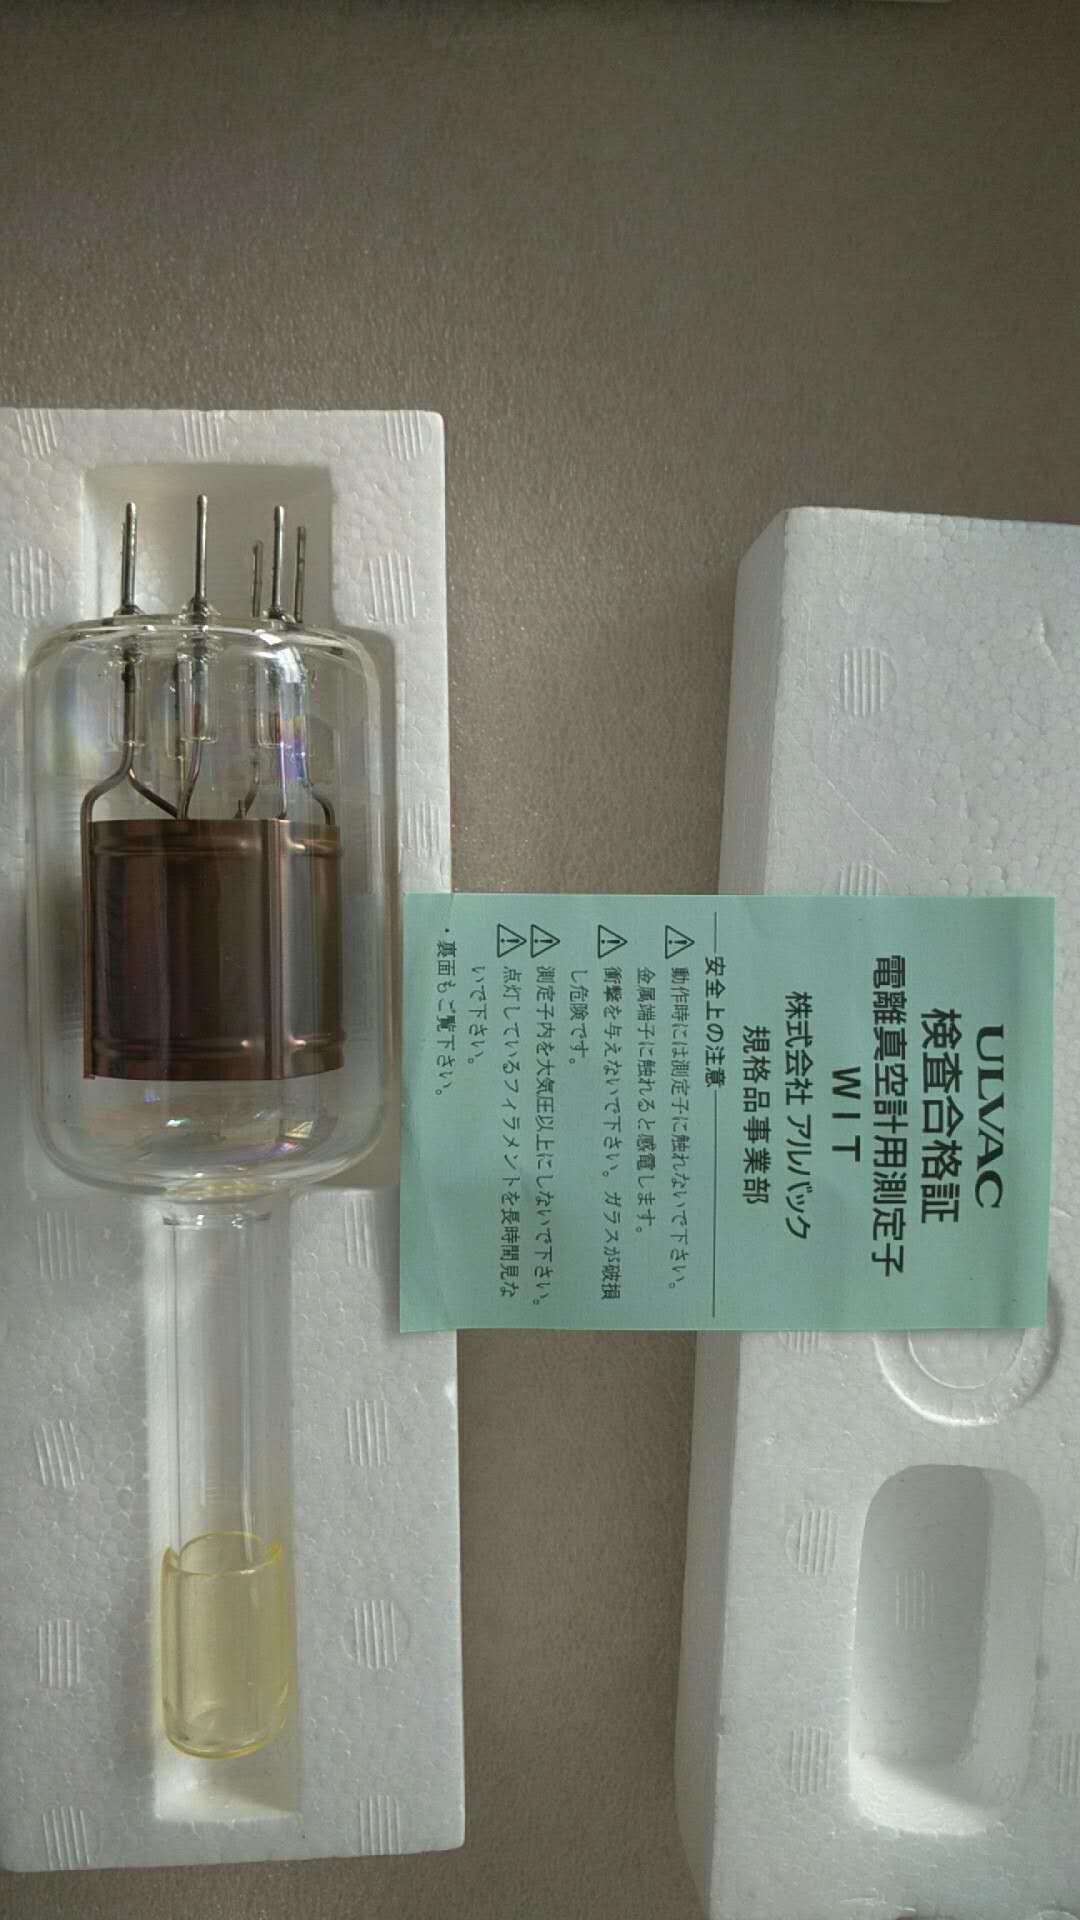 ULVAC
検査合格証
電離真空計用測定子
WIT
株式会社 アルバック
規格品事業部
安全上の注意
動作時には測定子に触れないで下さい。
金属端子に触れると感電します。
衝撃を与えないで下さい。ガラスが破損
し危険です。
測定子内を大気圧以上にしないで下さい。
点灯しているフィラメントを長時間見な
いで下さい。
・裏面もご覧下さい。